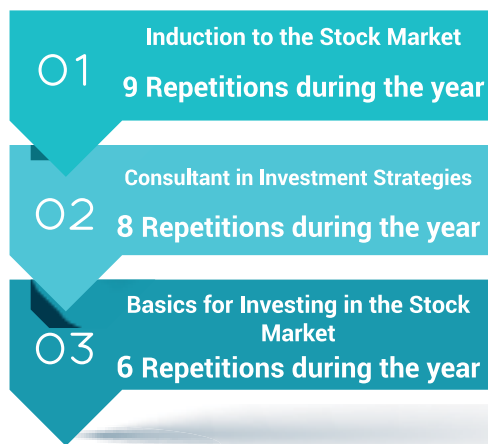 01
Induction to the Stock Market
9 Repetitions during the year
02
Consultant in Investment Strategies
8 Repetitions during the year
03
Basics for Investing in the Stock
Market
6 Repetitions during the year